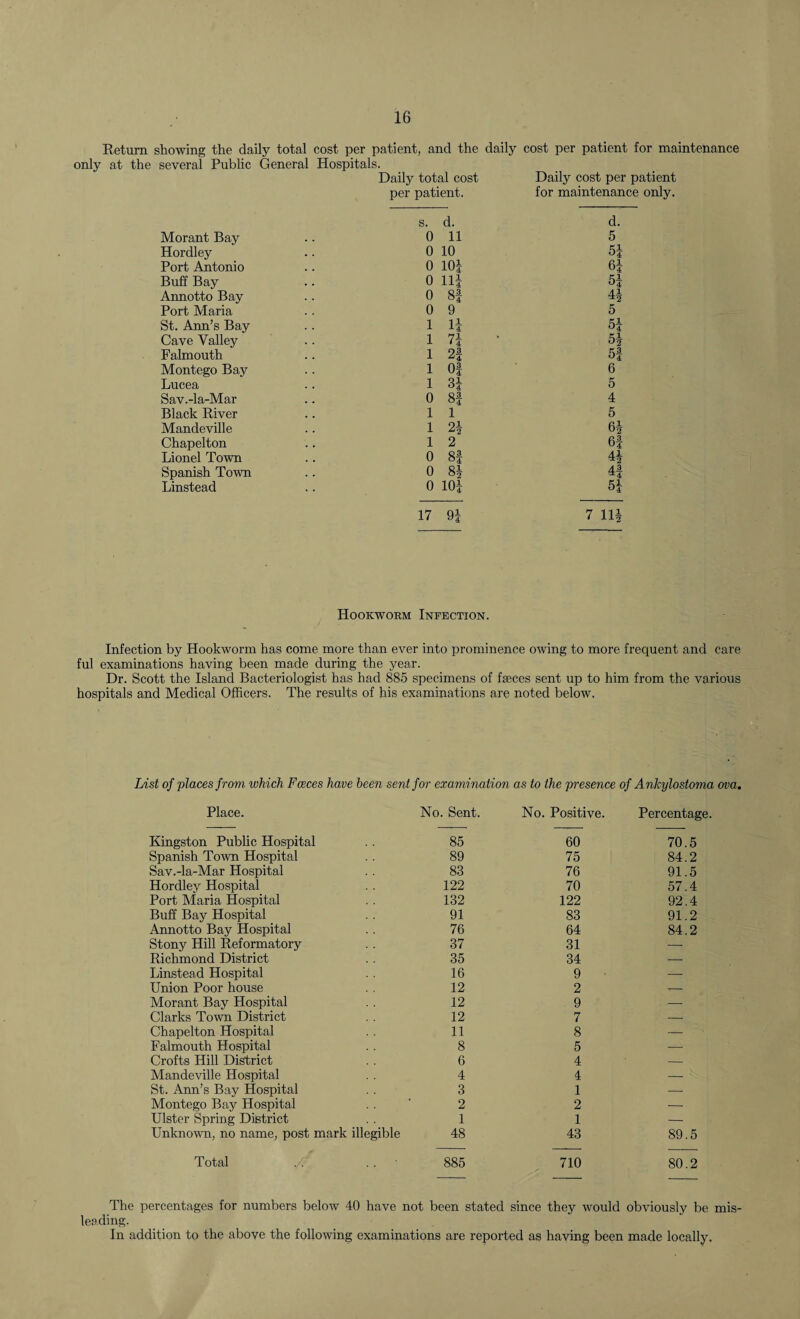 16
Return showing the daily total cost per patient, and the daily cost per patient for maintenance
only at the several Public General Hospitals.
Daily total cost Daily cost per patient
per patient. for maintenance only.
s. d. d.
Morant Bay .. 0 11 5
Hordley .. 0 10 5¼
Port Antonio .. 0 10¼ 6¼
Buff Bay .. 0 11¼ 5¼
Annotto Bay .. 0 8¾ 4½
Port Maria .. 0 9 5
St. Ann's Bay .. 1 1¼ 5¼
Cave Valley .. 1 7¼ 5½
Falmouth .. 1 2¾ 5¾
Montego Bay .. 1 0¾ 6
Lucea .. 1 3¼ 5
Sav.-la-Mar .. 0 8¾ 4
Black River .. 1 1 5
Mandeville .. 1 2½ 6½
Chapelton .. 1 2 6¾
Lionel Town .. 0 8¾ 4½
Spanish Town .. 0 8½ 4¾
Linstead .. 0 10¼ 5¼
17 9¼ 7 11½
Hookworm Infection.
Infection by Hookworm has come more than ever into prominence owing to more frequent and care
ful examinations having been made during the year.
Dr. Scott the Island Bacteriologist has had 885 specimens of fæces sent up to him from the various
hospitals and Medical Officers. The results of his examinations are noted below.
List of places from which Fœces have been sent for examination as to the presence of Ankylostoma ova.
Place. No. Sent. No. Positive. Percentage.
Kingston Public Hospital .. 85 60 70.5
Spanish Town Hospital .. 89 75 84.2
Sav.-la-Mar Hospital .. 83 76 91.5
Hordley Hospital .. 122 70 57.4
Port Maria Hospital .. 132 122 92.4
Buff Bay Hospital .. 91 83 91.2
Annotto Bay Hospital .. 76 64 84.2
Stony Hill Reformatory .. 37 31 —
Richmond District .. 35 34 —
Linstead Hospital .. 16 9 —
Union Poor house .. 12 2 —
Morant Bay Hospital .. 12 9 —
Clarks Town District .. 12 7 —
Chapelton Hospital .. 11 8 —
Falmouth Hospital .. 8 5 —
Crofts Hill District .. 6 4 —
Mandeville Hospital .. 4 4 —
St. Ann's Bay Hospital .. 3 1 —
Montego Bay Hospital .. 2 2 —
Ulster Spring District .. 1 1 —
Unknown, no name, post mark illegible 48 43 89.5
Total .. .. 885 710 80.2
The percentages for numbers below 40 have not been stated since they would obviously be mis-
leading.
In addition to the above the following examinations are reported as having been made locally.